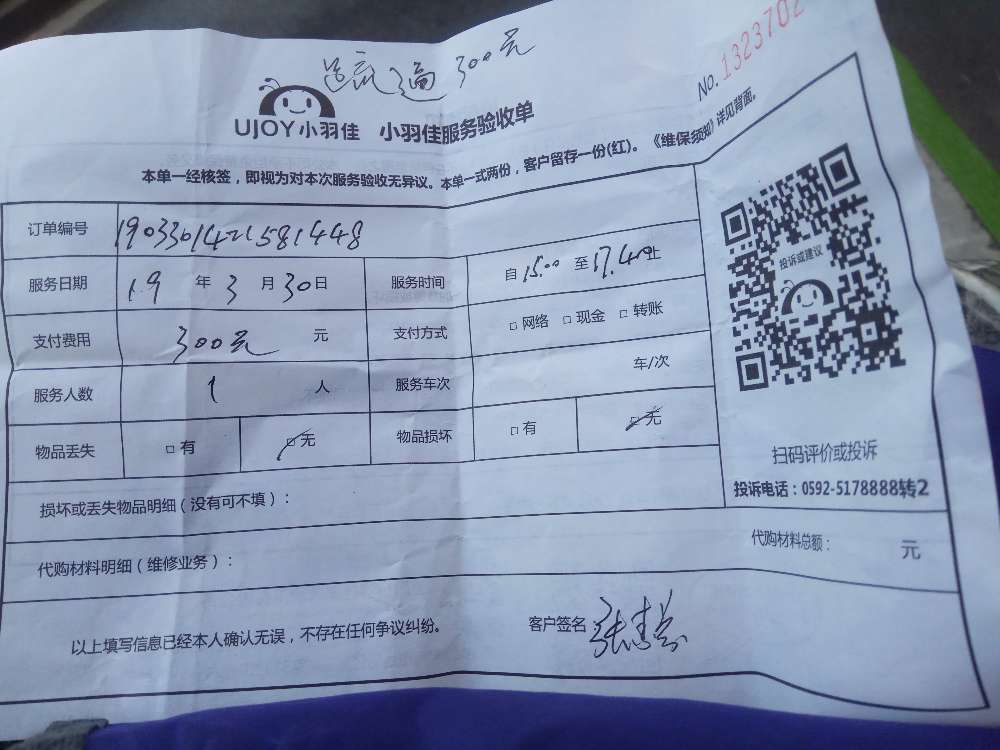 300元
No. 1323702
UJOY小羽佳 小羽佳服务验收单
本单一经核签，即视为对本次服务验收无异议。本单一式两份，客户留存一份(红)。《维保须知》详见背面。
订单编号 1903301421581448
服务日期 19 年 3 月 30 日 服务时间 自 15.00 至 17.40 止
支付费用 300元 元 支付方式 □ 网络 □ 现金 □ 转账
服务人数 1 人 服务车次 车/次
物品丢失 □ 有 □ 无 物品损坏 □ 有 □ 无
投诉或建议
扫码评价或投诉
投诉电话：0592-5178888转2
损坏或丢失物品明细（没有可不填）：
代购材料明细（维修业务）： 代购材料总额： 元
以上填写信息已经本人确认无误，不存在任何争议纠纷。 客户签名